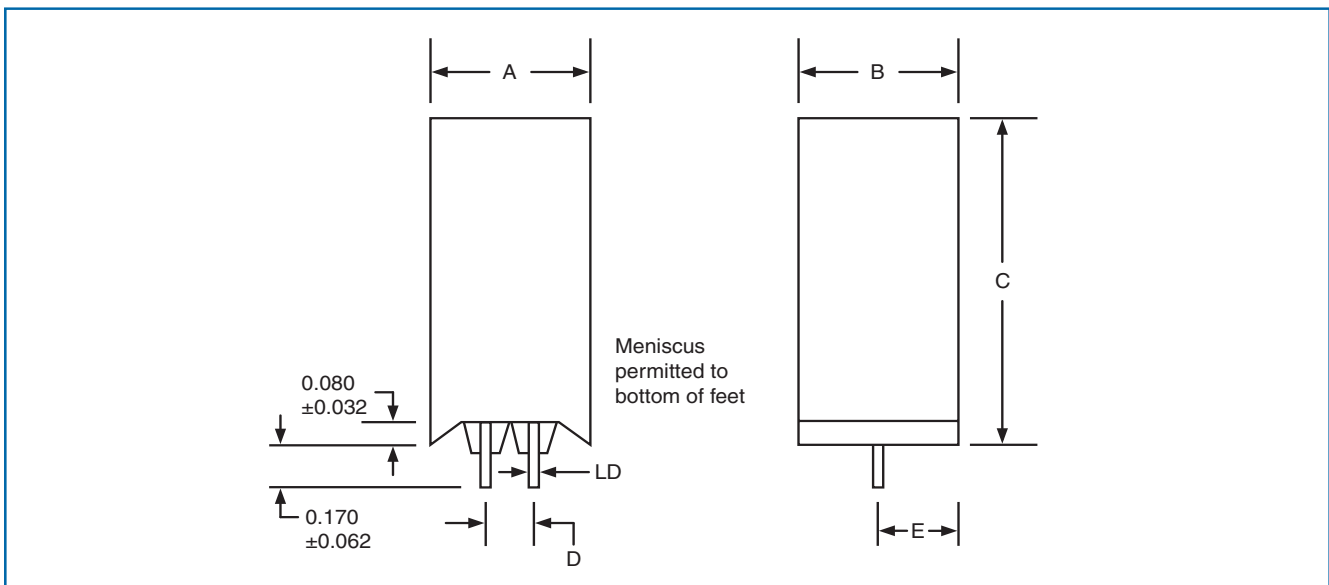 A
B
C
Meniscus
permitted to
bottom of feet
0.080
±0.032
LD
0.170
±0.062
D
E